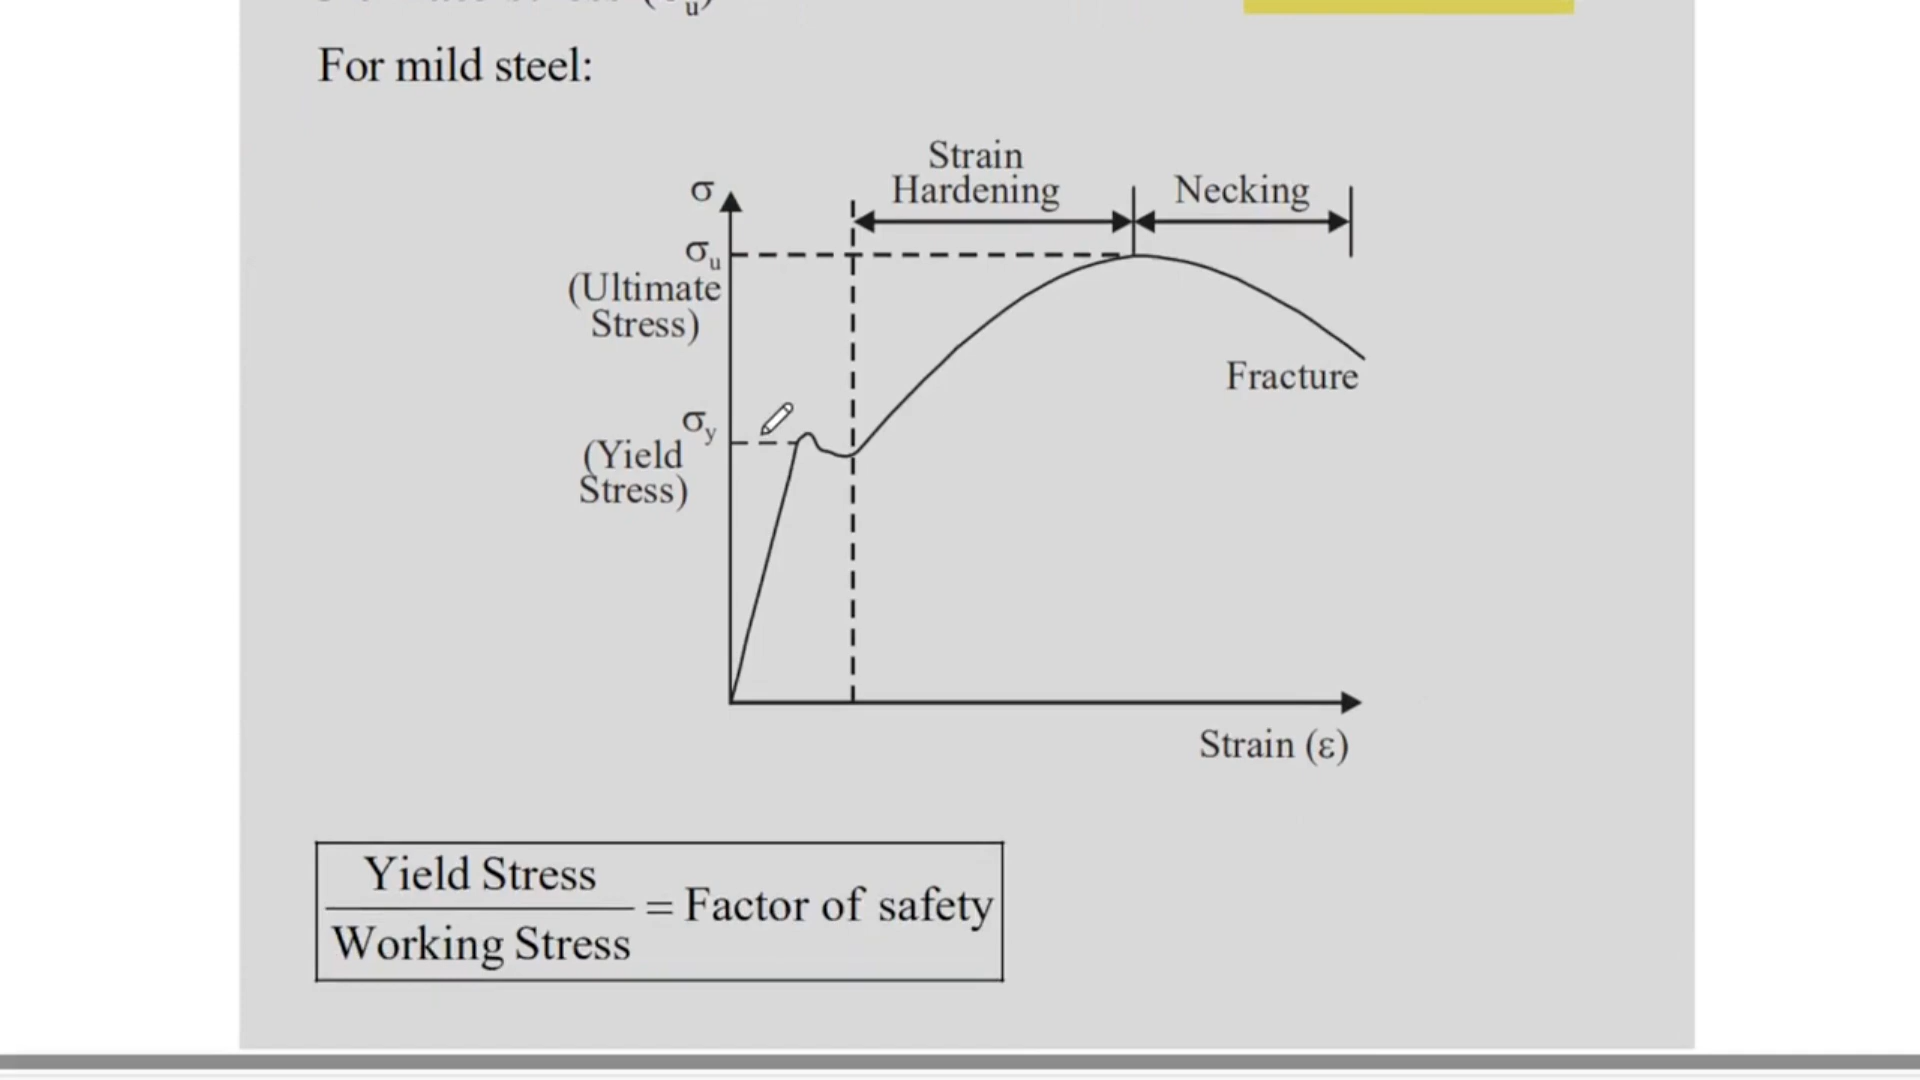 For mild steel:
Strain
Hardening
Necking
σ
σu
(Ultimate
Stress)
Fracture
σy
(Yield
Stress)
Strain (ε)
Yield Stress
Working Stress
= Factor of safety